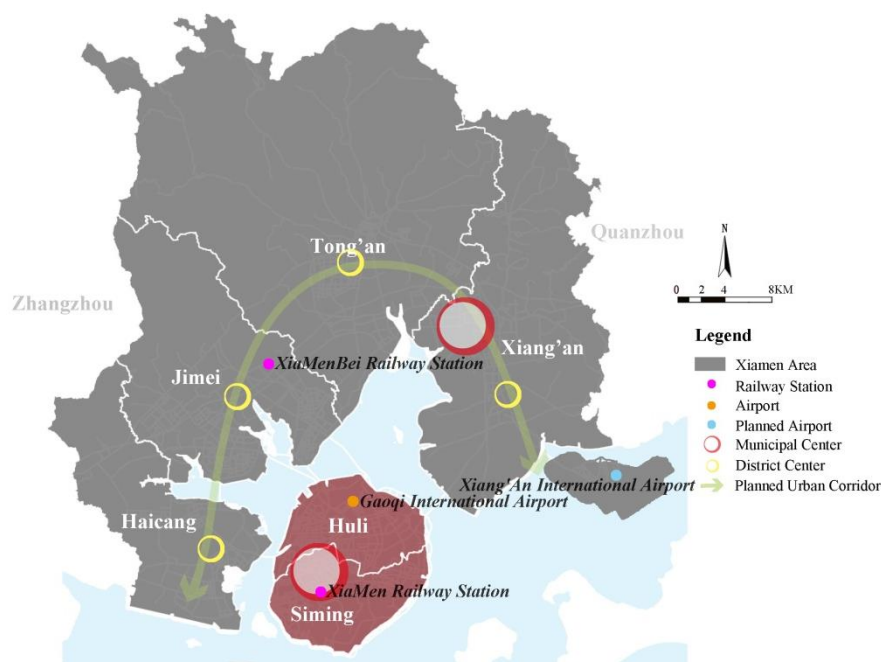 Tong'an
Quanzhou
Zhangzhou
N
0 2 4 8KM
Xiang'an
XiaMenBei Railway Station
Jimei
Legend
Xiamen Area
Railway Station
Airport
Planned Airport
Municipal Center
District Center
Planned Urban Corridor
Xiang'An International Airport
Gaoqi International Airport
Haicang
Huli
XiaMen Railway Station
Siming